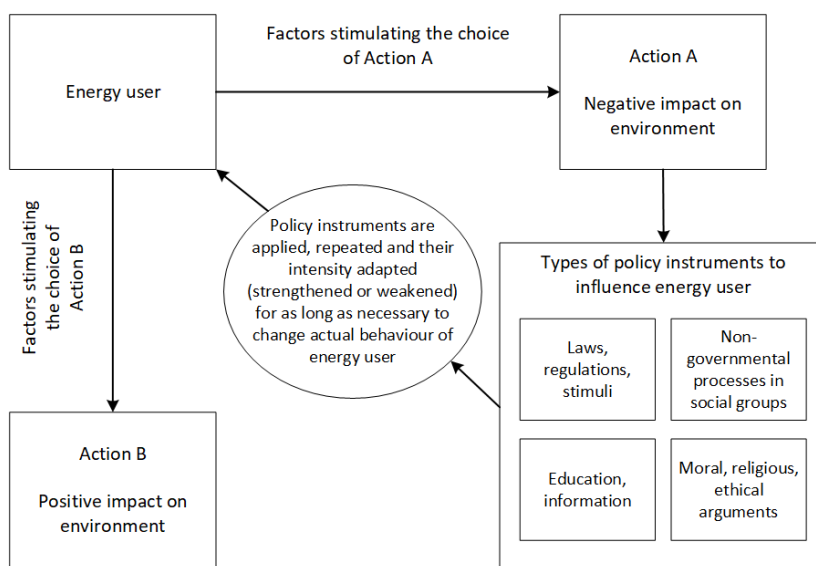 Factors stimulating the choice
of Action A
Energy user
Action A
Negative impact on
environment
Factors stimulating
the choice of
Action B
Policy instruments are
applied, repeated and their
intensity adapted
(strengthened or weakened)
for as long as necessary to
change actual behaviour of
energy user
Types of policy instruments to
influence energy user
Laws,
regulations,
stimuli
Non-
governmental
processes in
social groups
Education,
information
Moral, religious,
ethical
arguments
Action B
Positive impact on
environment